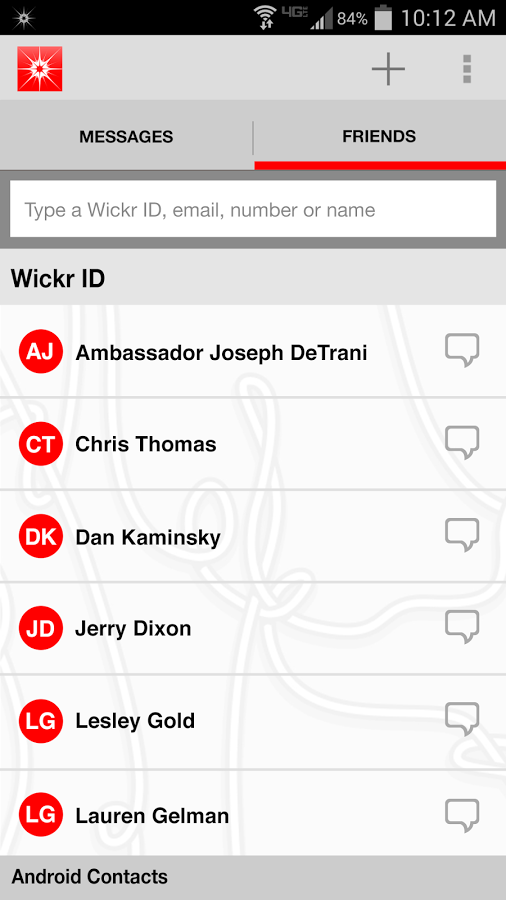 4G LTE 84% 10:12 AM
MESSAGES FRIENDS
Type a Wickr ID, email, number or name
Wickr ID
AJ Ambassador Joseph DeTrani
CT Chris Thomas
DK Dan Kaminsky
JD Jerry Dixon
LG Lesley Gold
LG Lauren Gelman
Android Contacts